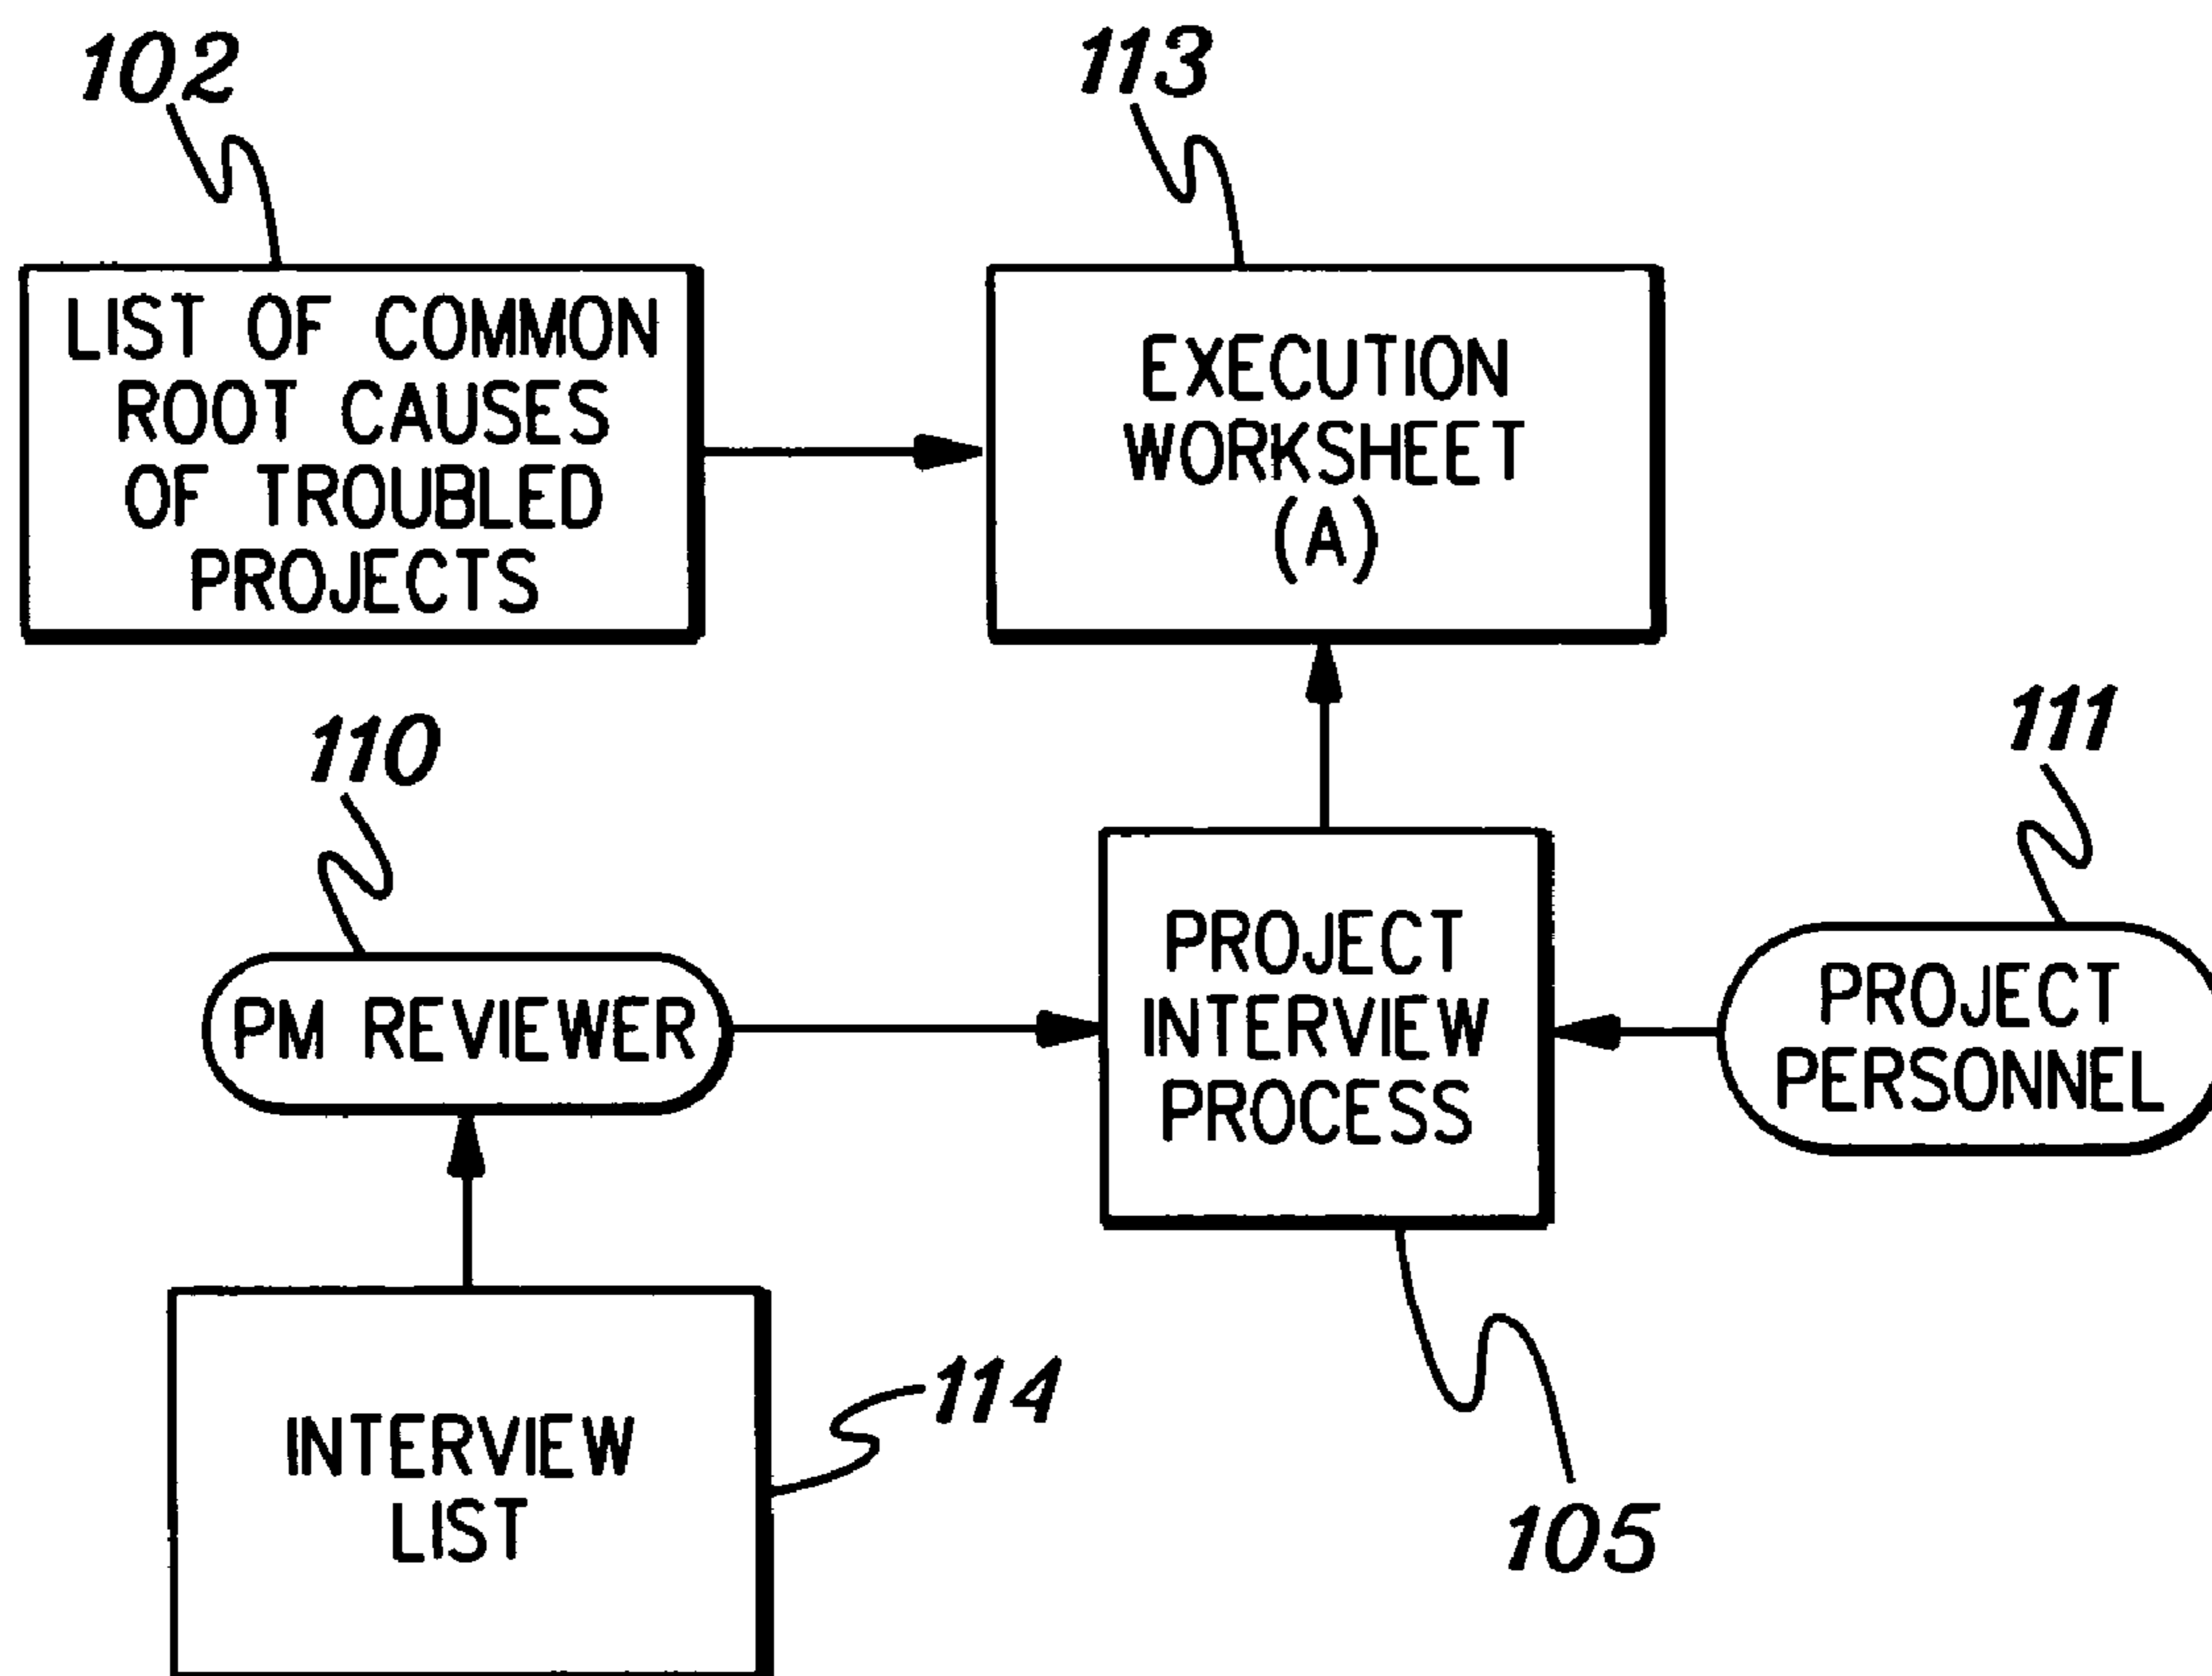 102
113
LIST OF COMMON
ROOT CAUSES
OF TROUBLED
PROJECTS
EXECUTION
WORKSHEET
(A)
110
111
PM REVIEWER
PROJECT
INTERVIEW
PROCESS
PROJECT
PERSONNEL
INTERVIEW
LIST
114
105